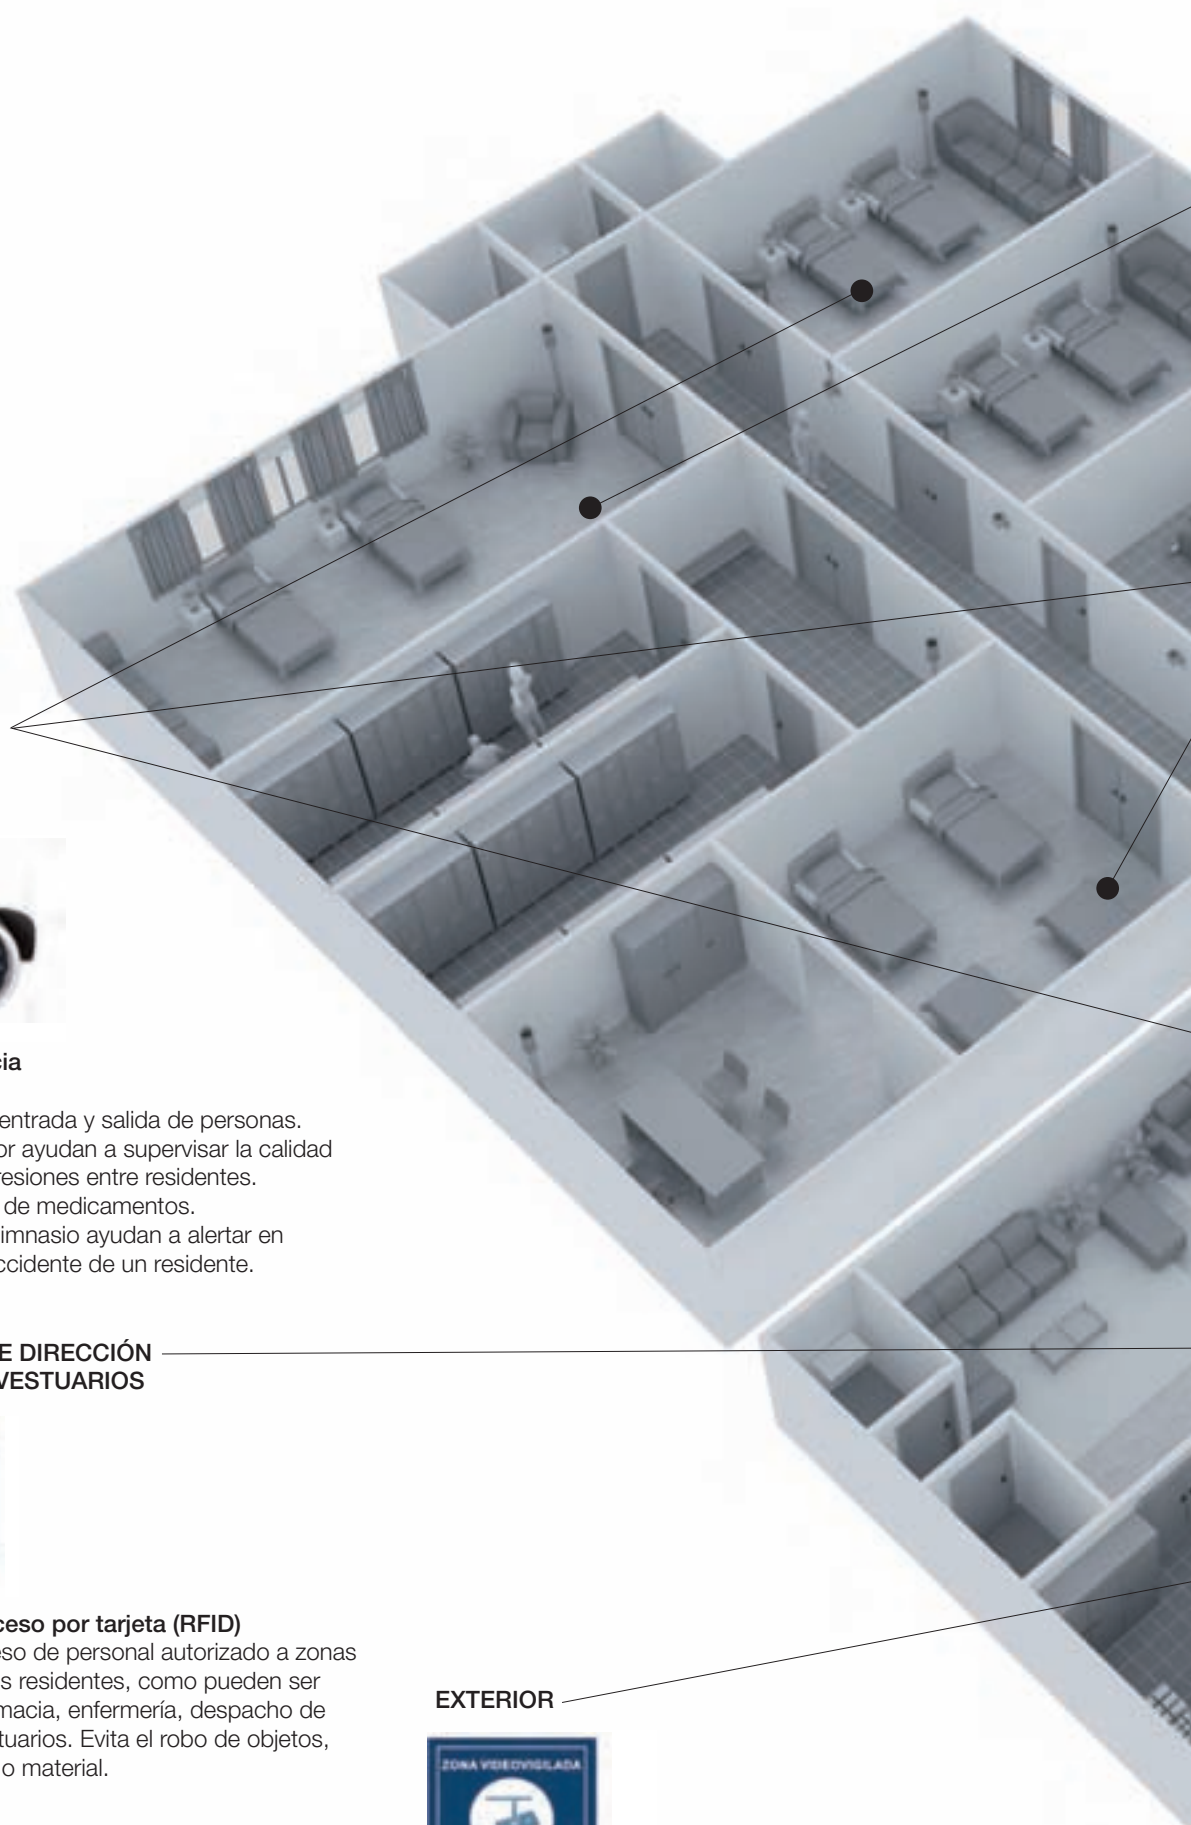 cia
entrada y salida de personas.
or ayudan a supervisar la calidad
resiones entre residentes.
de medicamentos.
imnasio ayudan a alertar en
ccidente de un residente.
E DIRECCIÓN
VESTUARIOS
ceso por tarjeta (RFID)
eso de personal autorizado a zonas
s residentes, como pueden ser
macia, enfermería, despacho de
tuarios. Evita el robo de objetos,
o material.
EXTERIOR
ZONA VIDEOVIGILADA